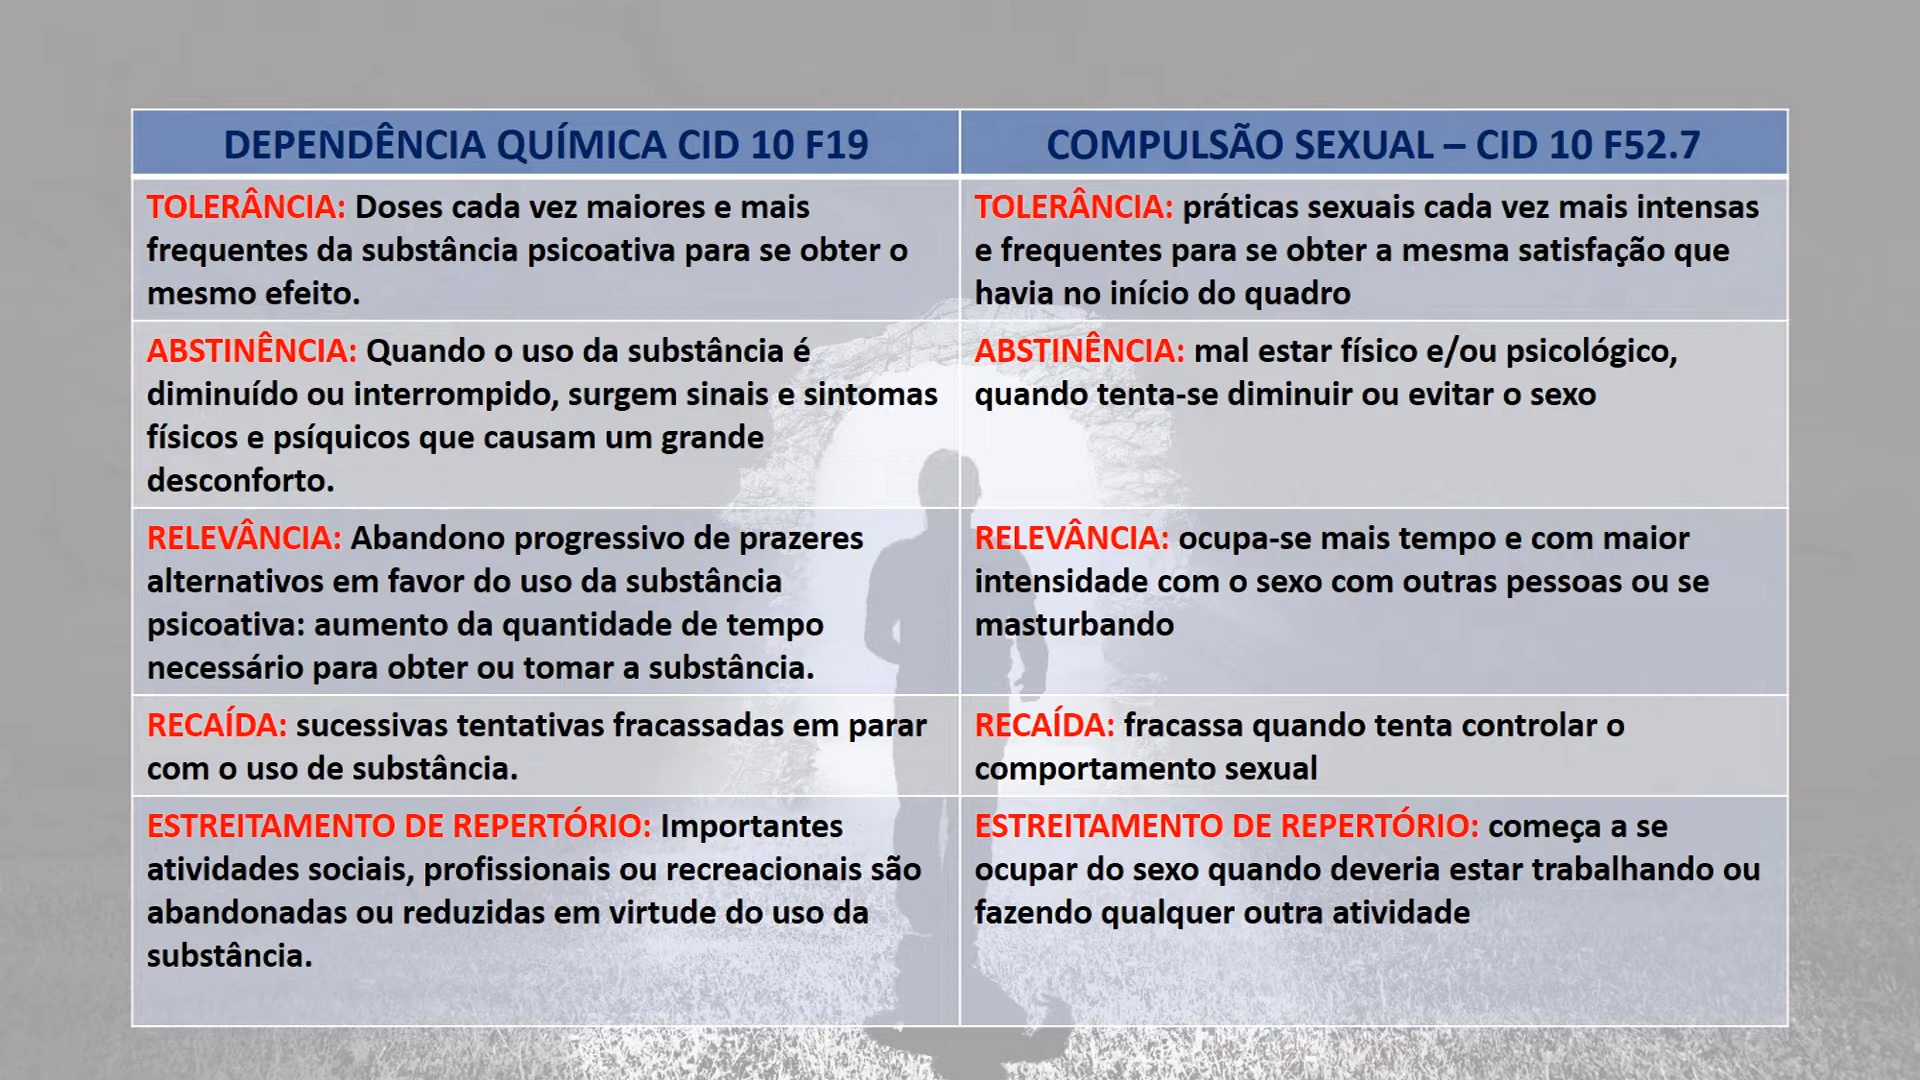 DEPENDÊNCIA QUÍMICA CID 10 F19
COMPULSÃO SEXUAL – CID 10 F52.7
TOLERÂNCIA: Doses cada vez maiores e mais
frequentes da substância psicoativa para se obter o
mesmo efeito.
TOLERÂNCIA: práticas sexuais cada vez mais intensas
e frequentes para se obter a mesma satisfação que
havia no início do quadro
ABSTINÊNCIA: Quando o uso da substância é
diminuído ou interrompido, surgem sinais e sintomas
físicos e psíquicos que causam um grande
desconforto.
ABSTINÊNCIA: mal estar físico e/ou psicológico,
quando tenta-se diminuir ou evitar o sexo
RELEVÂNCIA: Abandono progressivo de prazeres
alternativos em favor do uso da substância
psicoativa: aumento da quantidade de tempo
necessário para obter ou tomar a substância.
RELEVÂNCIA: ocupa-se mais tempo e com maior
intensidade com o sexo com outras pessoas ou se
masturbando
RECAÍDA: sucessivas tentativas fracassadas em parar
com o uso de substância.
RECAÍDA: fracassa quando tenta controlar o
comportamento sexual
ESTREITAMENTO DE REPERTÓRIO: Importantes
atividades sociais, profissionais ou recreacionais são
abandonadas ou reduzidas em virtude do uso da
substância.
ESTREITAMENTO DE REPERTÓRIO: começa a se
ocupar do sexo quando deveria estar trabalhando ou
fazendo qualquer outra atividade